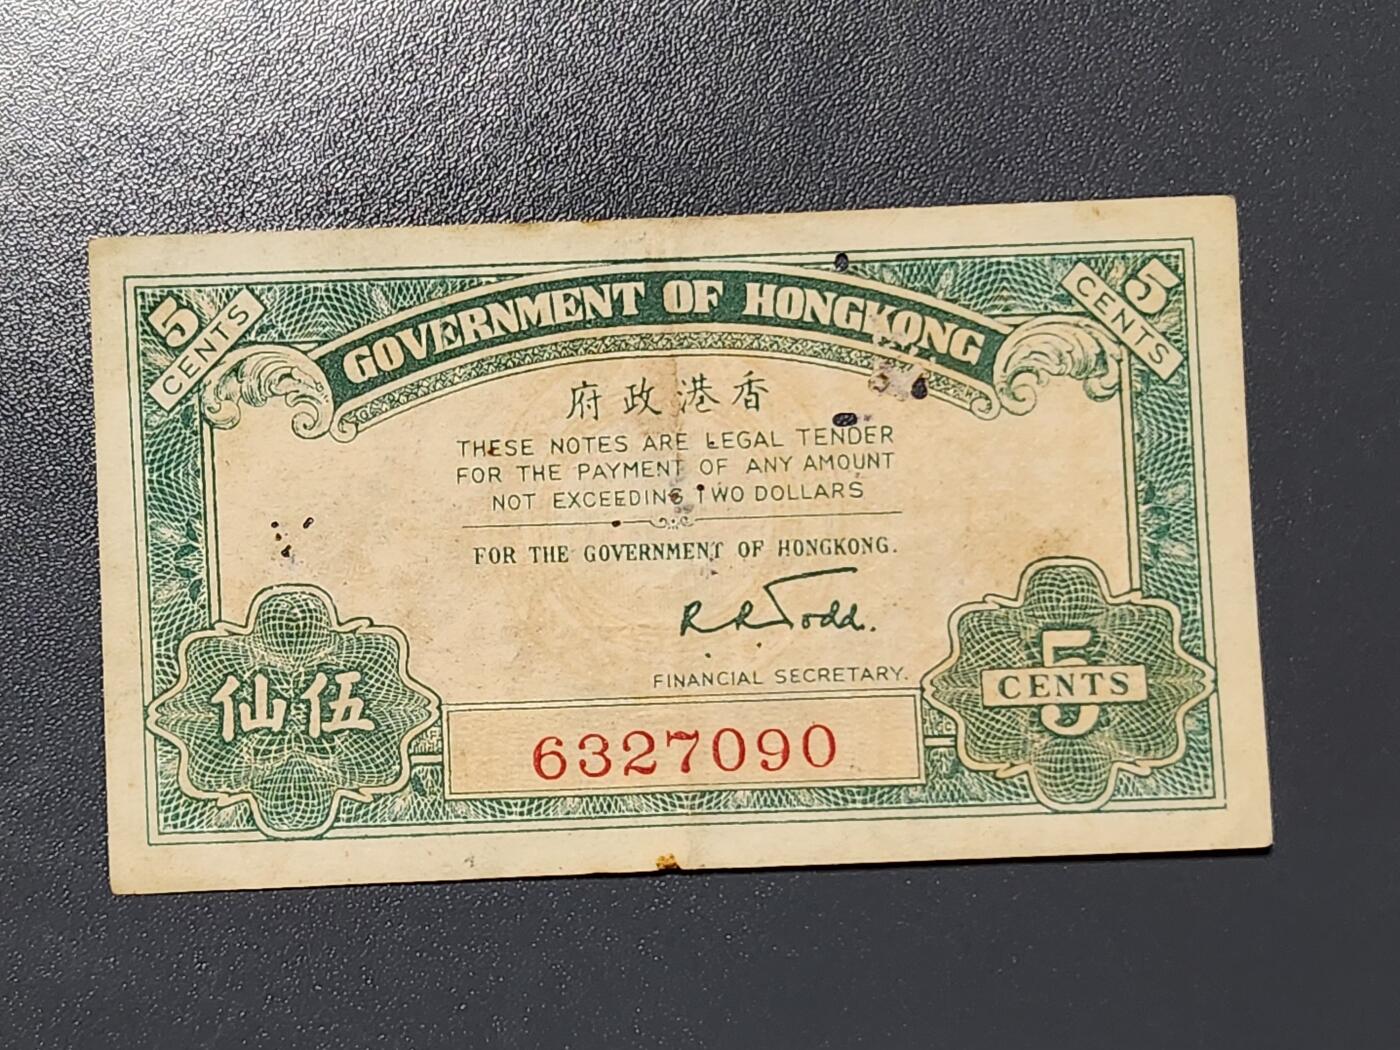 5
CENTS
5
CENTS
GOVERNMENT OF HONGKONG
府政港香
THESE NOTES ARE LEGAL TENDER
FOR THE PAYMENT OF ANY AMOUNT
NOT EXCEEDING TWO DOLLARS
FOR THE GOVERNMENT OF HONGKONG.
R R Todd.
FINANCIAL SECRETARY.
仙伍
5
CENTS
6327090